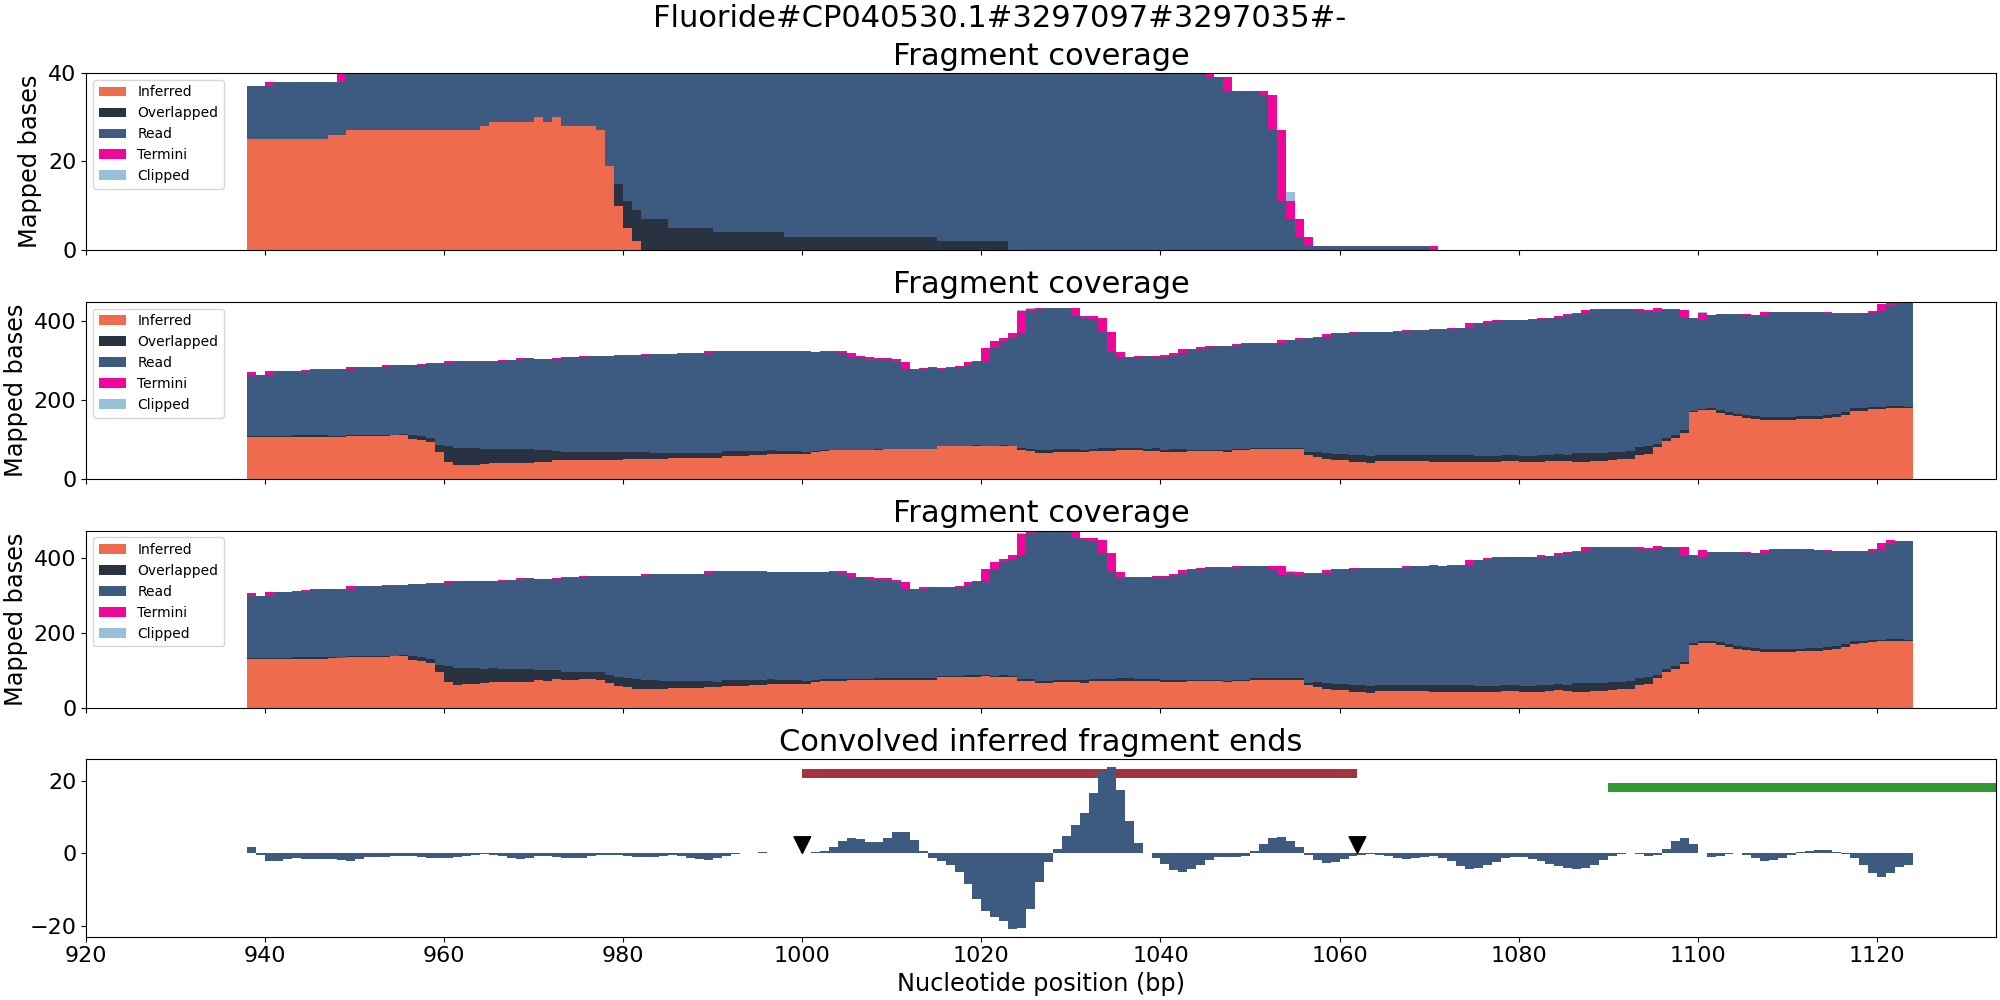 Fluoride#CP040530.1#3297097#3297035#-
Fragment coverage
Mapped bases
40
20
0
Inferred
Overlapped
Read
Termini
Clipped
Fragment coverage
Mapped bases
400
200
0
Inferred
Overlapped
Read
Termini
Clipped
Fragment coverage
Mapped bases
400
200
0
Inferred
Overlapped
Read
Termini
Clipped
Convolved inferred fragment ends
20
0
−20
920 940 960 980 1000 1020 1040 1060 1080 1100 1120
Nucleotide position (bp)